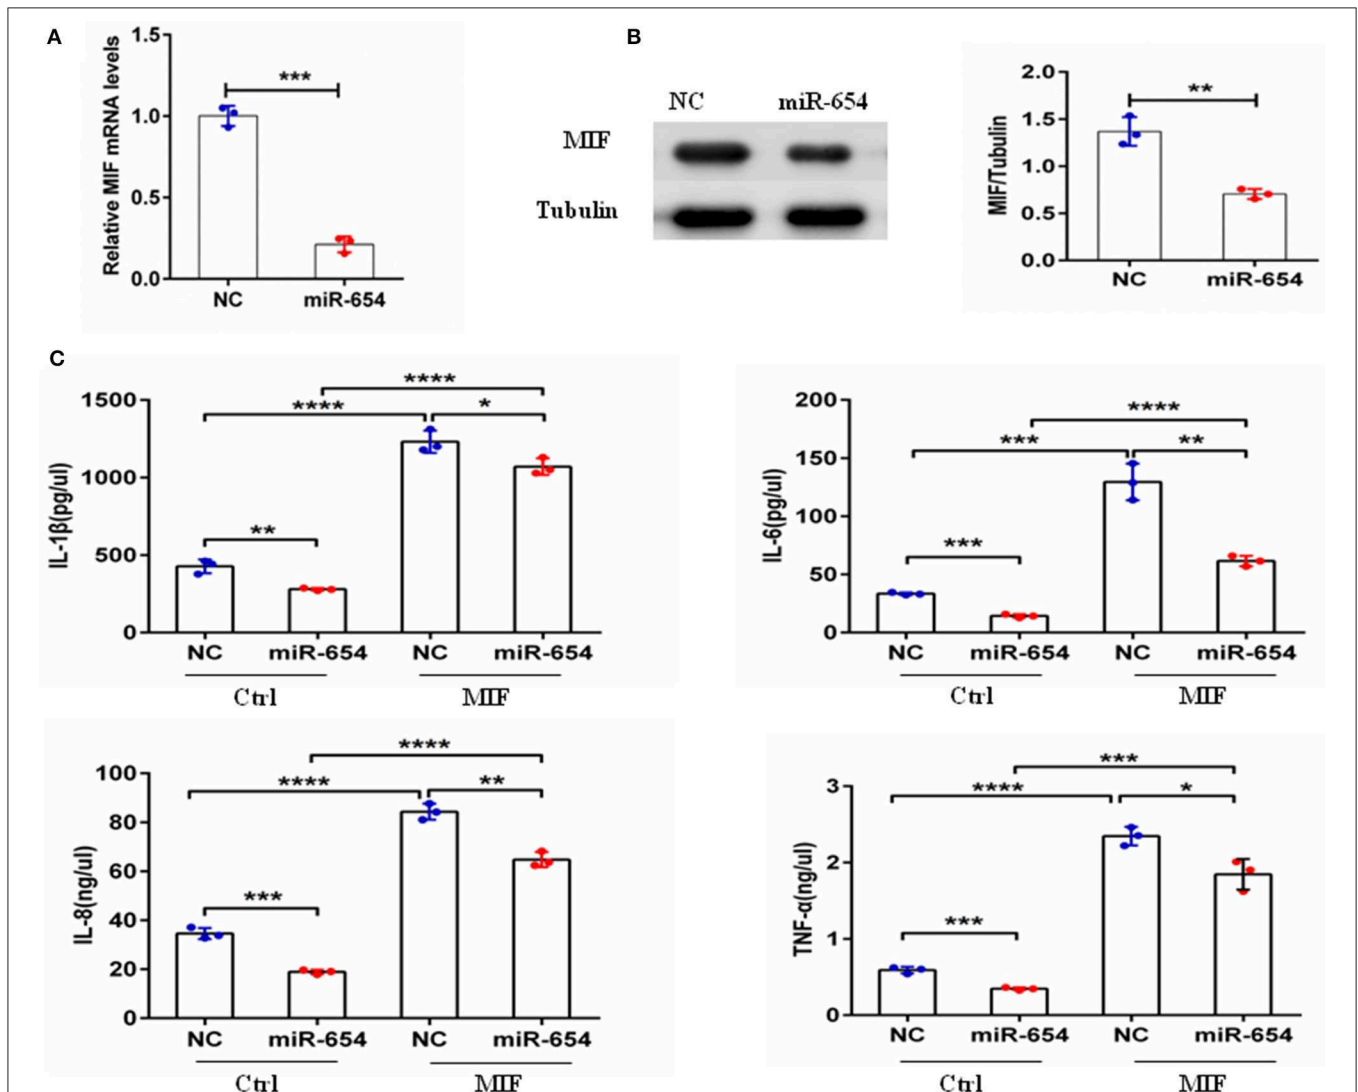 A
Relative MIF mRNA levels
1.5
1.0
0.5
0.0
***
NC miR-654
B
NC miR-654
MIF
Tubulin
MIF/Tubulin
2.0
1.5
1.0
0.5
0.0
**
NC miR-654
C
IL-1β(pg/ul)
1500
1000
500
0
****
**** *
**
NC miR-654 NC miR-654
Ctrl MIF
IL-6(pg/ul)
200
150
100
50
0
****
*** **
***
NC miR-654 NC miR-654
Ctrl MIF
IL-8(ng/ul)
100
80
60
40
20
0
****
**** **
***
NC miR-654 NC miR-654
Ctrl MIF
TNF-α(ng/ul)
3
2
1
0
***
**** *
***
NC miR-654 NC miR-654
Ctrl MIF